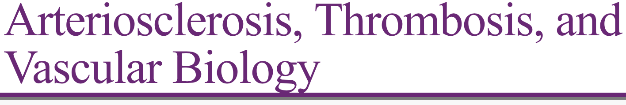 Arteriosclerosis, Thrombosis, and
Vascular Biology